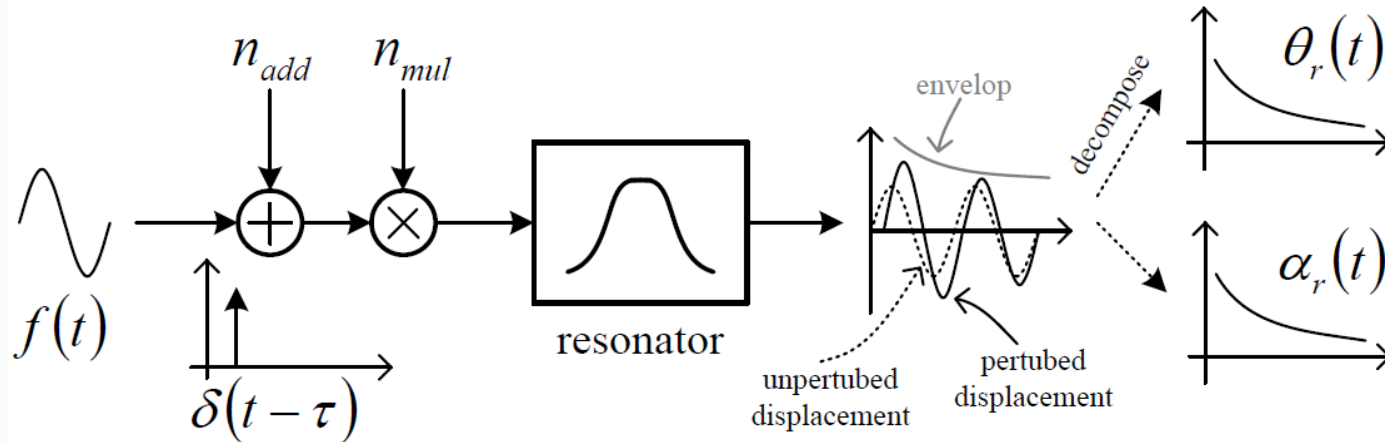 n_add
n_mul
f(t)
δ(t − τ)
resonator
envelop
unpertubed
displacement
pertubed
displacement
decompose
θ_r(t)
α_r(t)